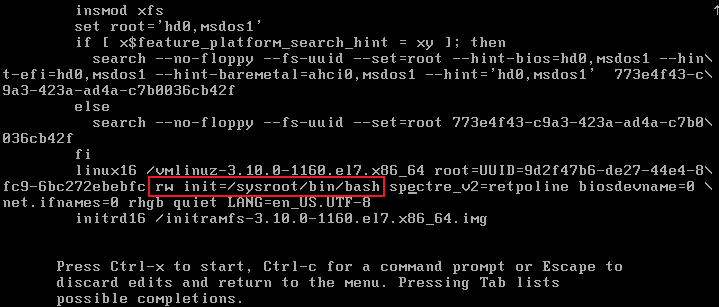 insmod xfs
set root='hd0,msdos1'
if [ x$feature_platform_search_hint = xy ]; then
search --no-floppy --fs-uuid --set=root --hint-bios=hd0,msdos1 --hin\
t-efi=hd0,msdos1 --hint-baremetal=ahci0,msdos1 --hint='hd0,msdos1'  773e4f43-c\
9a3-423a-ad4a-c7b0036cb42f
else
search --no-floppy --fs-uuid --set=root 773e4f43-c9a3-423a-ad4a-c7b0\
036cb42f
fi
linux16 /vmlinuz-3.10.0-1160.el7.x86_64 root=UUID=9d2f47b6-de27-44e4-8\
fc9-6bc272ebebfc rw init=/sysroot/bin/bash spectre_v2=retpoline biosdevname=0 \
net.ifnames=0 rhgb quiet LANG=en_US.UTF-8
initrd16 /initramfs-3.10.0-1160.el7.x86_64.img
Press Ctrl-x to start, Ctrl-c for a command prompt or Escape to
discard edits and return to the menu. Pressing Tab lists
possible completions.